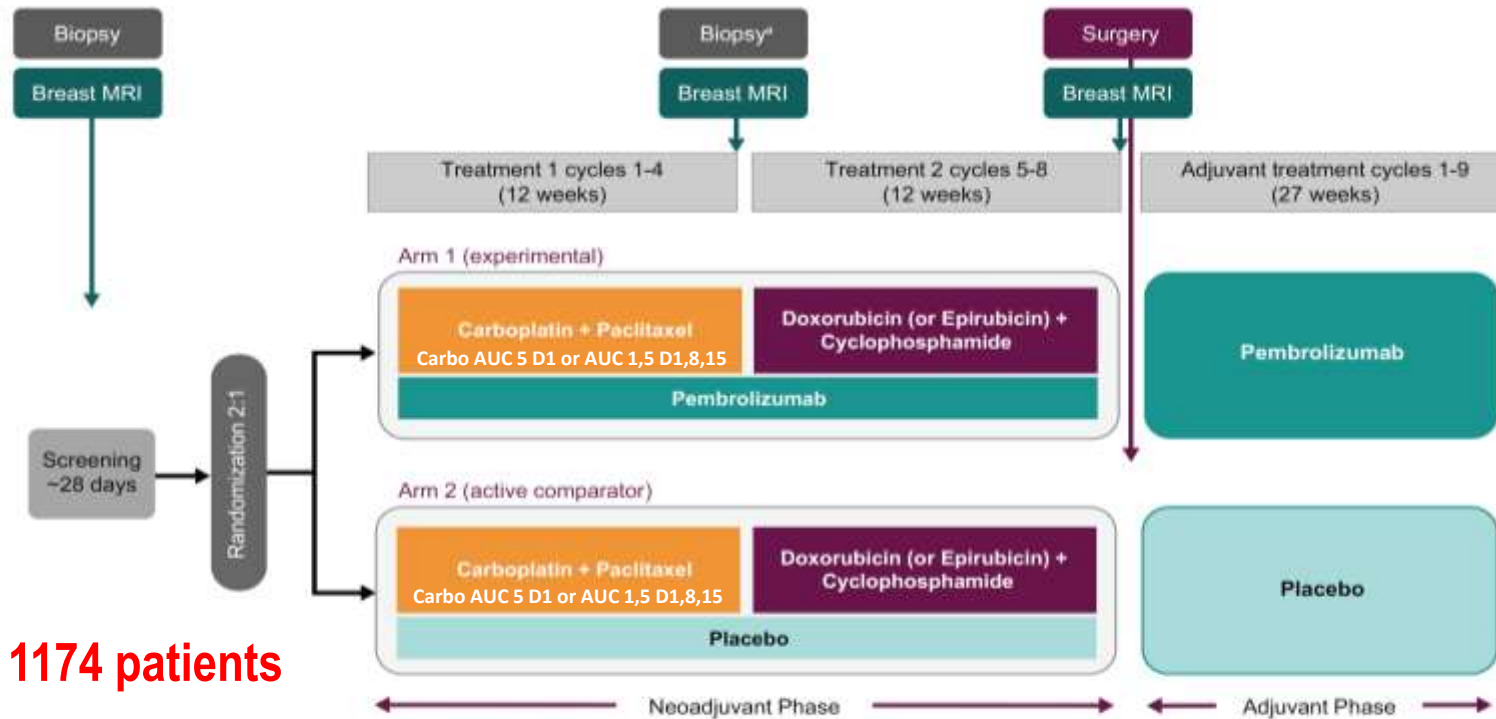 Biopsy
Breast MRI
Biopsyᵃ
Breast MRI
Surgery
Breast MRI
Treatment 1 cycles 1-4
(12 weeks)
Treatment 2 cycles 5-8
(12 weeks)
Adjuvant treatment cycles 1-9
(27 weeks)
Arm 1 (experimental)
Carboplatin + Paclitaxel
Carbo AUC 5 D1 or AUC 1,5 D1,8,15
Doxorubicin (or Epirubicin) +
Cyclophosphamide
Pembrolizumab
Pembrolizumab
Screening
~28 days
Randomization 2:1
Arm 2 (active comparator)
Carboplatin + Paclitaxel
Carbo AUC 5 D1 or AUC 1,5 D1,8,15
Doxorubicin (or Epirubicin) +
Cyclophosphamide
Placebo
Placebo
1174 patients
Neoadjuvant Phase
Adjuvant Phase